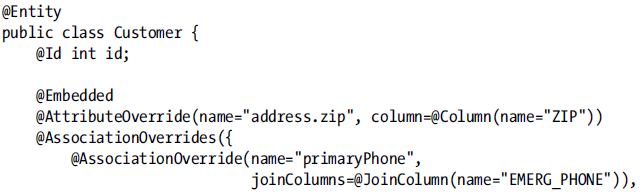 @Entity
public class Customer {
    @Id int id;

    @Embedded
    @AttributeOverride(name="address.zip", column=@Column(name="ZIP"))
    @AssociationOverrides({
        @AssociationOverride(name="primaryPhone",
                             joinColumns=@JoinColumn(name="EMERG_PHONE")),